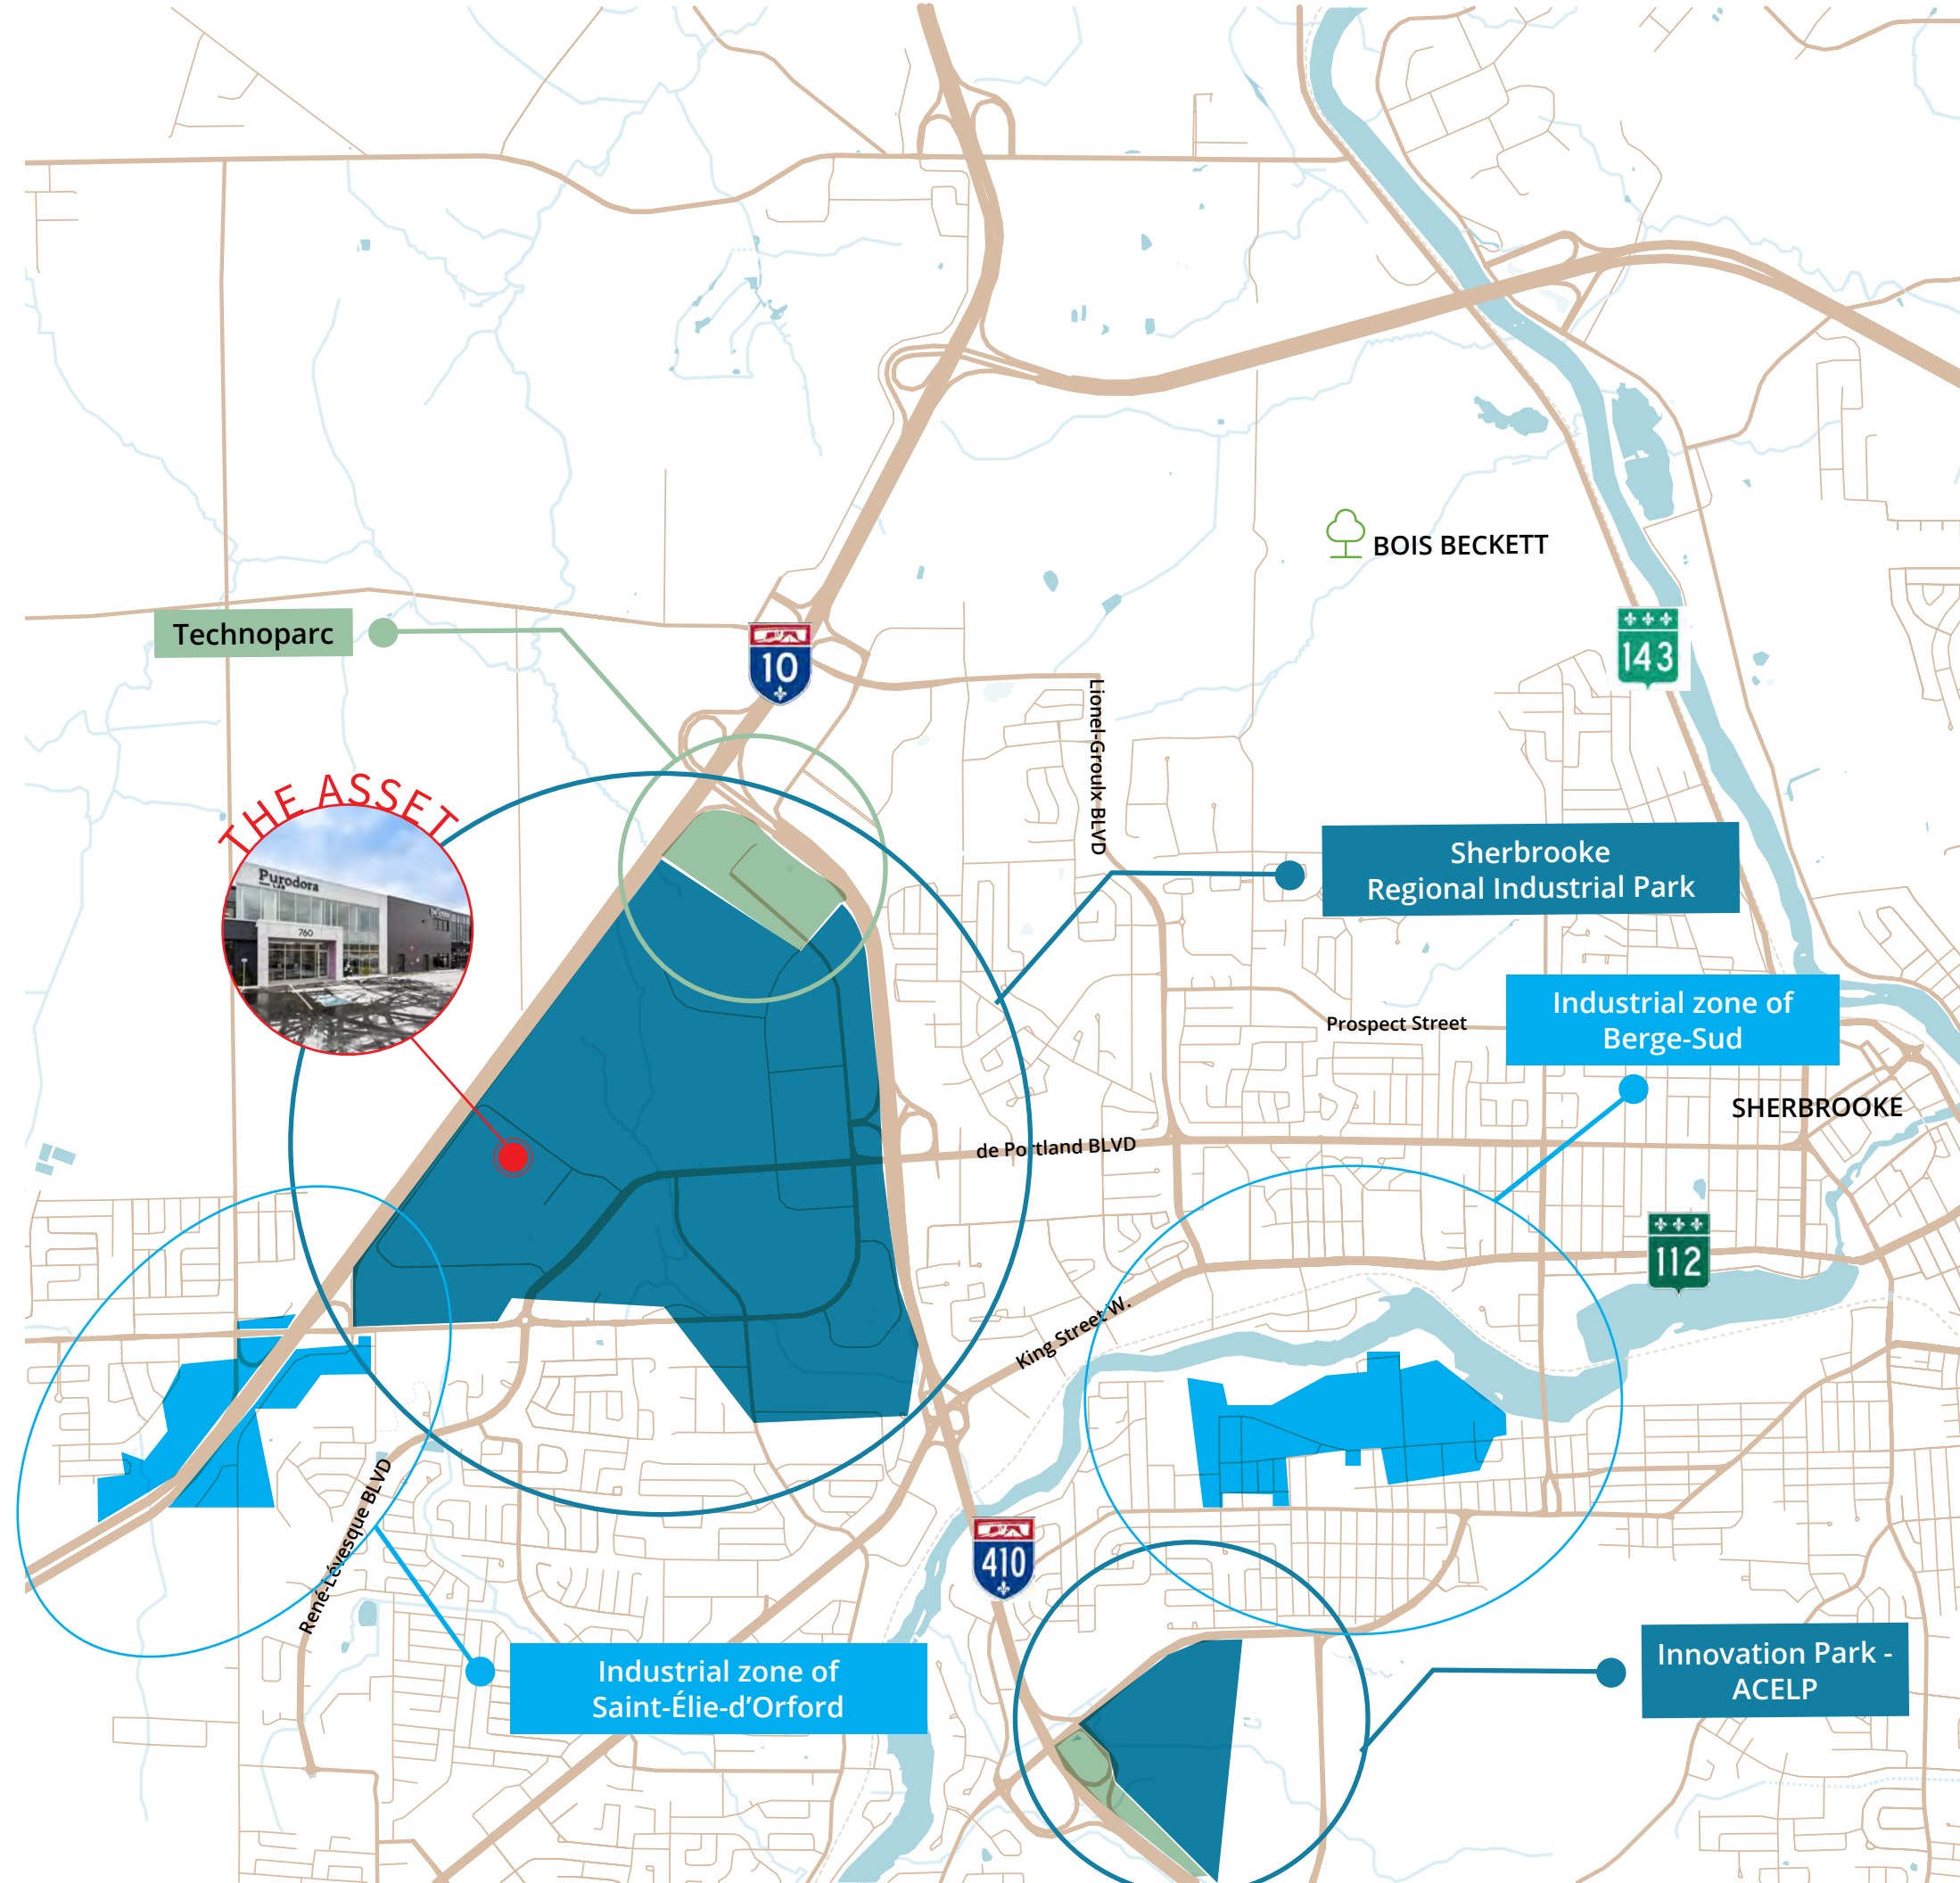 BOIS BECKETT
Technoparc
10
143
Lionel-Groulx BLVD
THE ASSET
Purodora
LAB
760
Sherbrooke
Regional Industrial Park
Industrial zone of
Berge-Sud
Prospect Street
SHERBROOKE
de Portland BLVD
112
King Street W.
René-Lévesque BLVD
410
Industrial zone of
Saint-Élie-d’Orford
Innovation Park -
ACELP